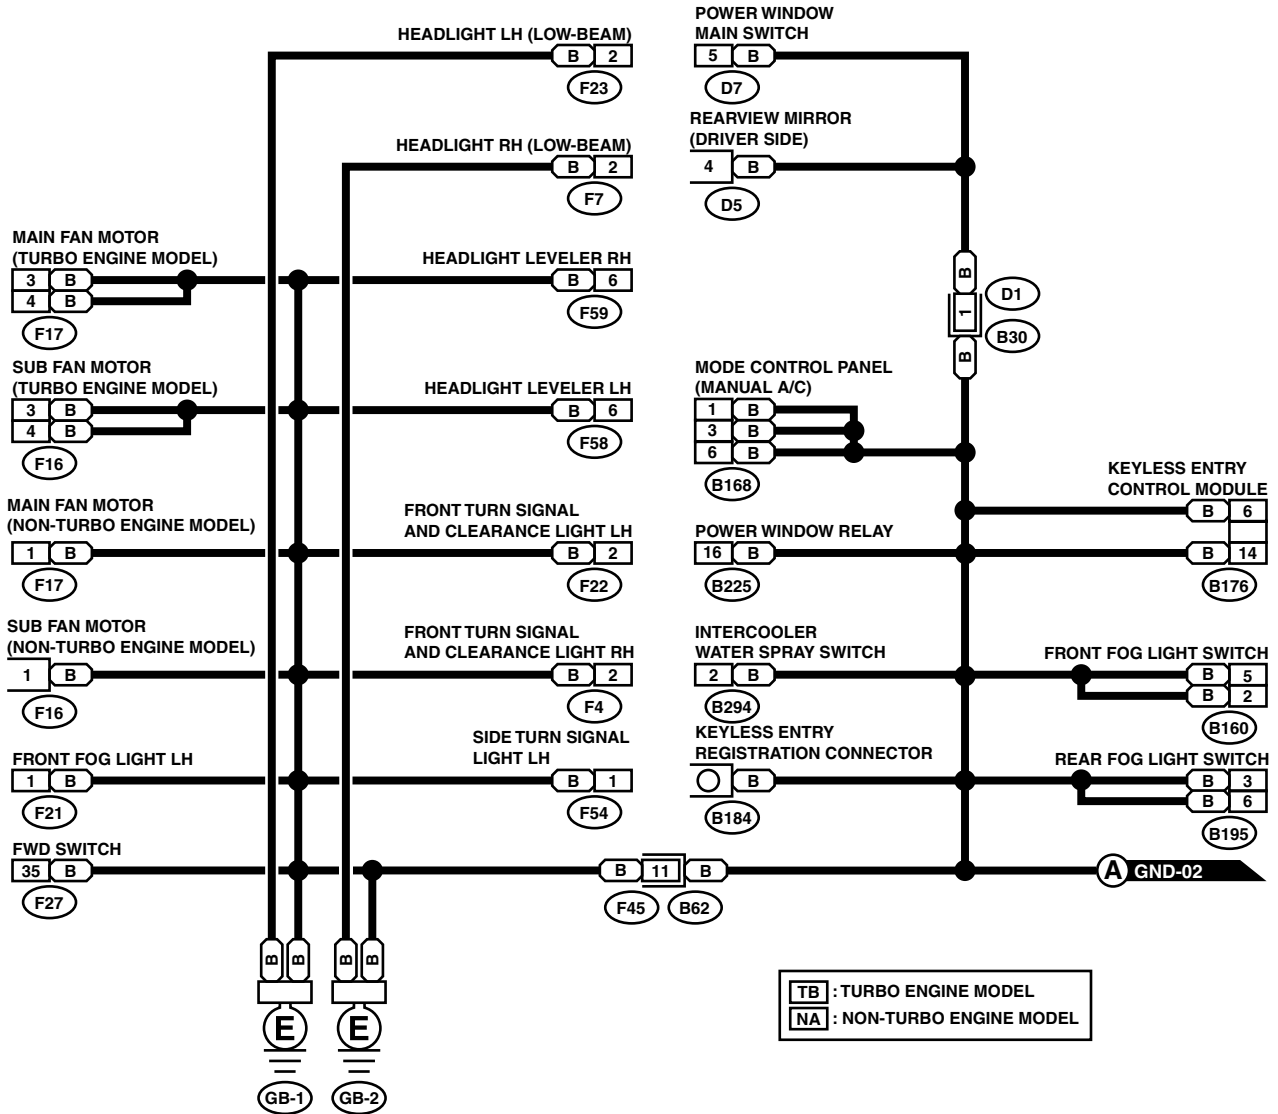 HEADLIGHT LH (LOW-BEAM)
B 2
F23
HEADLIGHT RH (LOW-BEAM)
B 2
F7
MAIN FAN MOTOR
(TURBO ENGINE MODEL)
3 B
4 B
F17
HEADLIGHT LEVELER RH
B 6
F59
SUB FAN MOTOR
(TURBO ENGINE MODEL)
3 B
4 B
F16
HEADLIGHT LEVELER LH
B 6
F58
MAIN FAN MOTOR
(NON-TURBO ENGINE MODEL)
1 B
F17
FRONT TURN SIGNAL
AND CLEARANCE LIGHT LH
B 2
F22
SUB FAN MOTOR
(NON-TURBO ENGINE MODEL)
1 B
F16
FRONT TURN SIGNAL
AND CLEARANCE LIGHT RH
B 2
F4
FRONT FOG LIGHT LH
1 B
F21
SIDE TURN SIGNAL
LIGHT LH
B 1
F54
FWD SWITCH
35 B
F27
B 11 B
F45 B62
B B B B
E E
GB-1 GB-2
POWER WINDOW
MAIN SWITCH
5 B
D7
REARVIEW MIRROR
(DRIVER SIDE)
4 B
D5
B
1
B
D1
B30
MODE CONTROL PANEL
(MANUAL A/C)
1 B
3 B
6 B
B168
KEYLESS ENTRY
CONTROL MODULE
B 6
B 14
B176
POWER WINDOW RELAY
16 B
B225
INTERCOOLER
WATER SPRAY SWITCH
2 B
B294
FRONT FOG LIGHT SWITCH
B 5
B 2
B160
KEYLESS ENTRY
REGISTRATION CONNECTOR
B
B184
REAR FOG LIGHT SWITCH
B 3
B 6
B195
A GND-02
TB : TURBO ENGINE MODEL
NA : NON-TURBO ENGINE MODEL